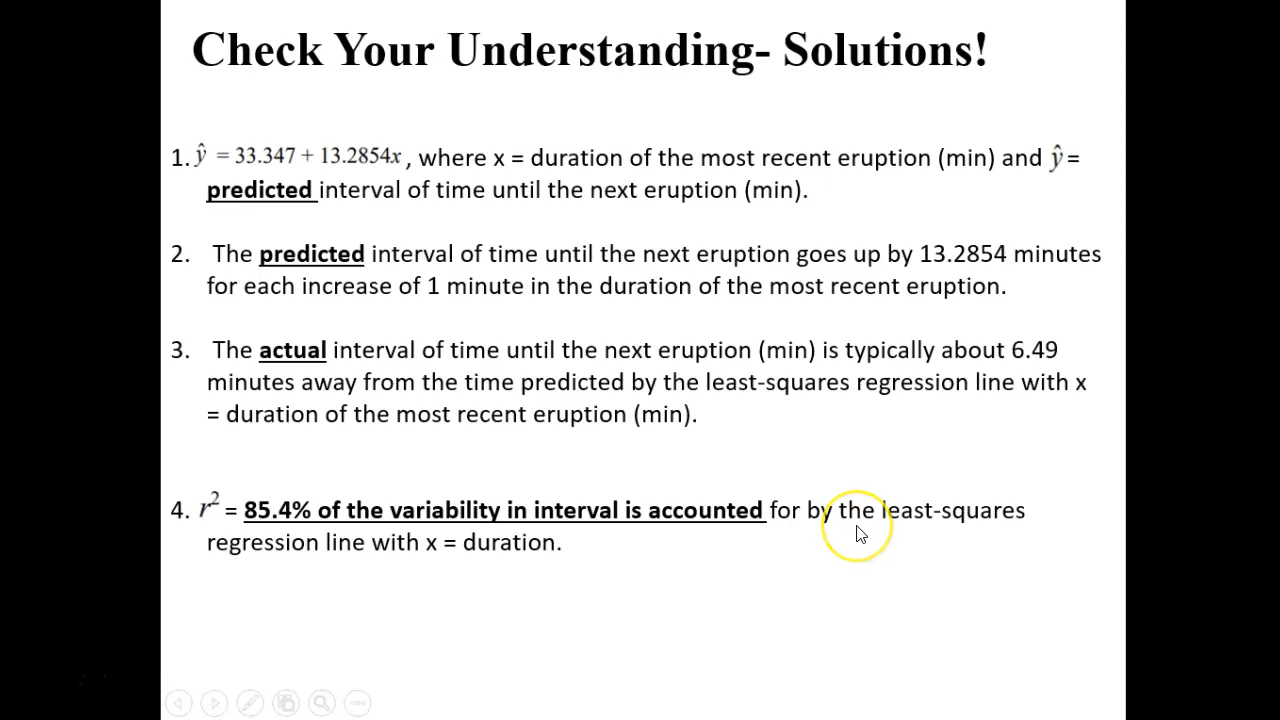 Check Your Understanding- Solutions!
1. ŷ = 33.347 + 13.2854x , where x = duration of the most recent eruption (min) and ŷ =
predicted interval of time until the next eruption (min).
2. The predicted interval of time until the next eruption goes up by 13.2854 minutes
for each increase of 1 minute in the duration of the most recent eruption.
3. The actual interval of time until the next eruption (min) is typically about 6.49
minutes away from the time predicted by the least-squares regression line with x
= duration of the most recent eruption (min).
4. r² = 85.4% of the variability in interval is accounted for by the least-squares
regression line with x = duration.